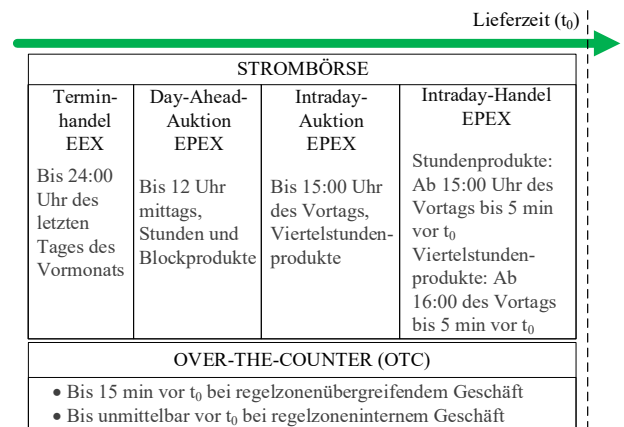 Lieferzeit (t₀)
STROMBÖRSE
Termin-
handel
EEX
Bis 24:00
Uhr des
letzten
Tages des
Vormonats
Day-Ahead-
Auktion
EPEX
Bis 12 Uhr
mittags,
Stunden und
Blockprodukte
Intraday-
Auktion
EPEX
Bis 15:00 Uhr
des Vortags,
Viertelstunden-
produkte
Intraday-Handel
EPEX
Stundenprodukte:
Ab 15:00 Uhr des
Vortags bis 5 min
vor t₀
Viertelstunden-
produkte: Ab
16:00 des Vortags
bis 5 min vor t₀
OVER-THE-COUNTER (OTC)
• Bis 15 min vor t₀ bei regelzonenübergreifendem Geschäft
• Bis unmittelbar vor t₀ bei regelzoneninternem Geschäft